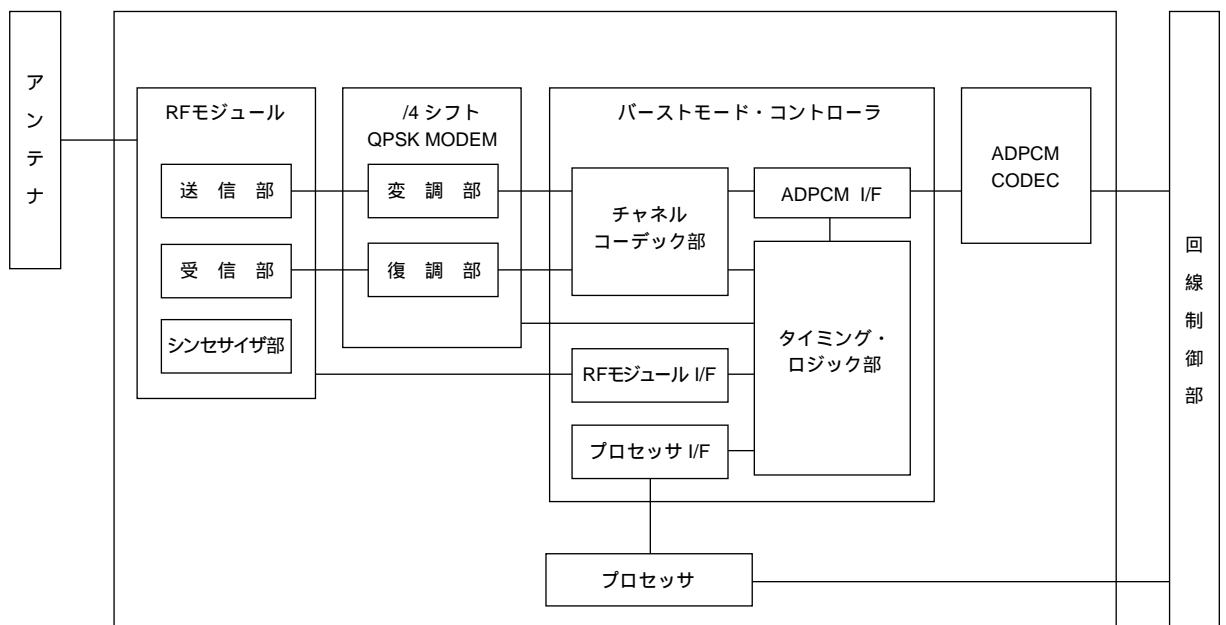 アンテナ
RFモジュール
送信部
受信部
シンセサイザ部
/4 シフト
QPSK MODEM
変調部
復調部
バーストモード・コントローラ
チャネル
コーデック部
ADPCM I/F
タイミング・
ロジック部
RFモジュール I/F
プロセッサ I/F
ADPCM
CODEC
プロセッサ
回線制御部